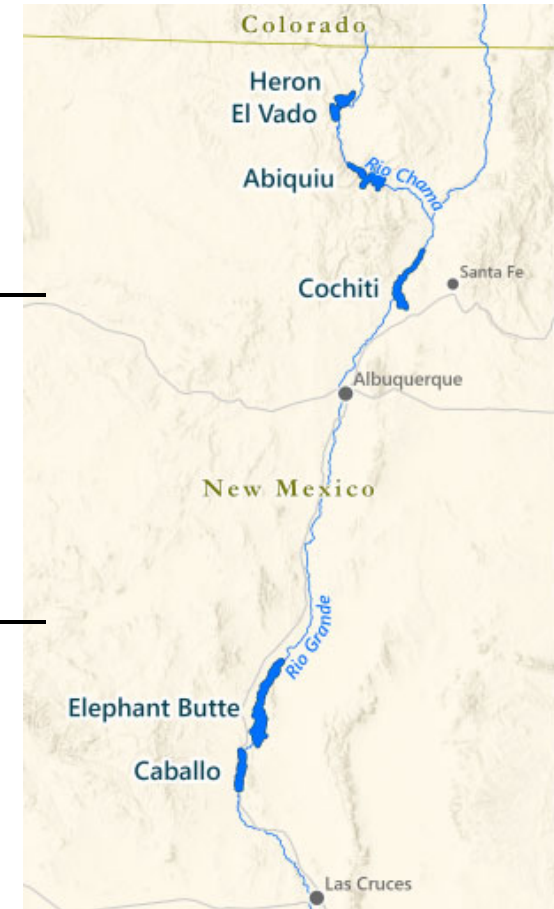 Colorado
Heron
El Vado
Abiquiu
Rio Chama
Cochiti
Santa Fe
Albuquerque
New Mexico
Rio Grande
Elephant Butte
Caballo
Las Cruces